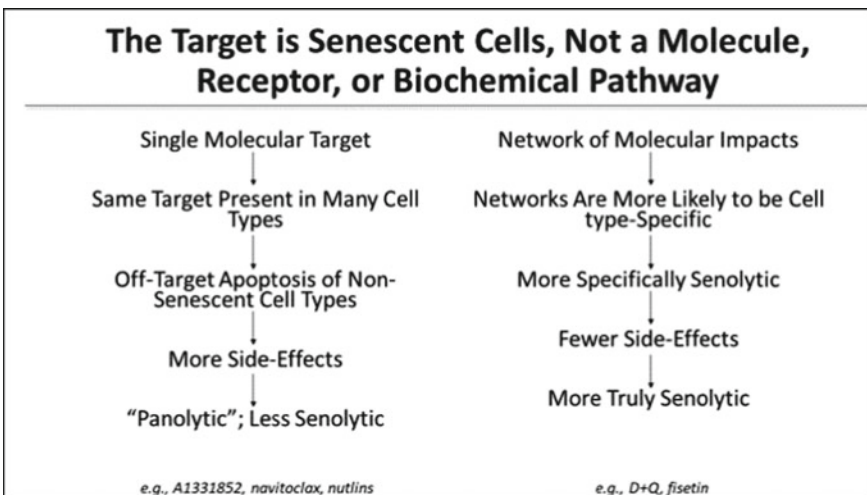 The Target is Senescent Cells, Not a Molecule,
Receptor, or Biochemical Pathway
Single Molecular Target
Same Target Present in Many Cell
Types
Off-Target Apoptosis of Non-
Senescent Cell Types
More Side-Effects
“Panolytic”; Less Senolytic
e.g., A1331852, navitoclax, nutlins
Network of Molecular Impacts
Networks Are More Likely to be Cell
type-Specific
More Specifically Senolytic
Fewer Side-Effects
More Truly Senolytic
e.g., D+Q, fisetin